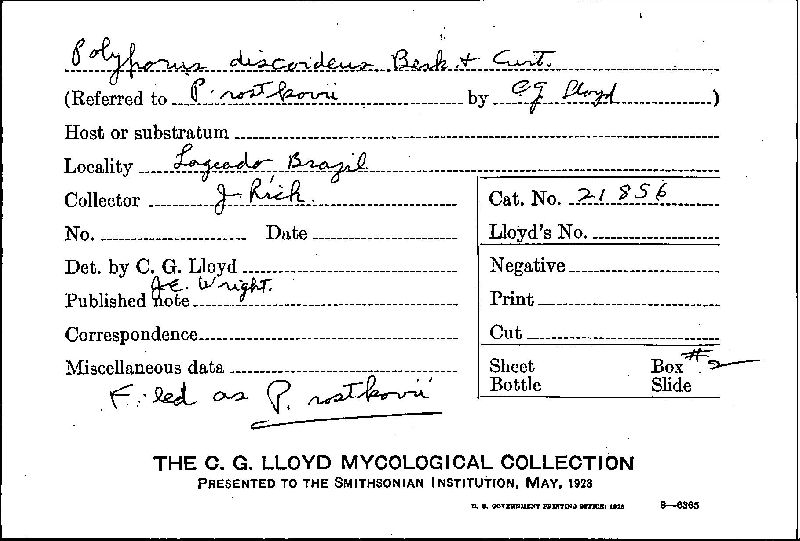 Polyporus discoideus Berk + Curt.
(Referred to P. rostkovii by CG Lloyd)
Host or substratum
Locality Lageado, Brazil
Collector J Rick.
Cat. No. 21856
No. Date
Lloyd's No.
Det. by C. G. Lloyd
Negative
J.E. Wright.
Published note
Print
Correspondence
Cut
Miscellaneous data
Sheet Box #2
Bottle Slide
Filed as P. rostkovii
THE C. G. LLOYD MYCOLOGICAL COLLECTION
PRESENTED TO THE SMITHSONIAN INSTITUTION, MAY, 1928
U. S. GOVERNMENT PRINTING OFFICE: 1928 8—6365